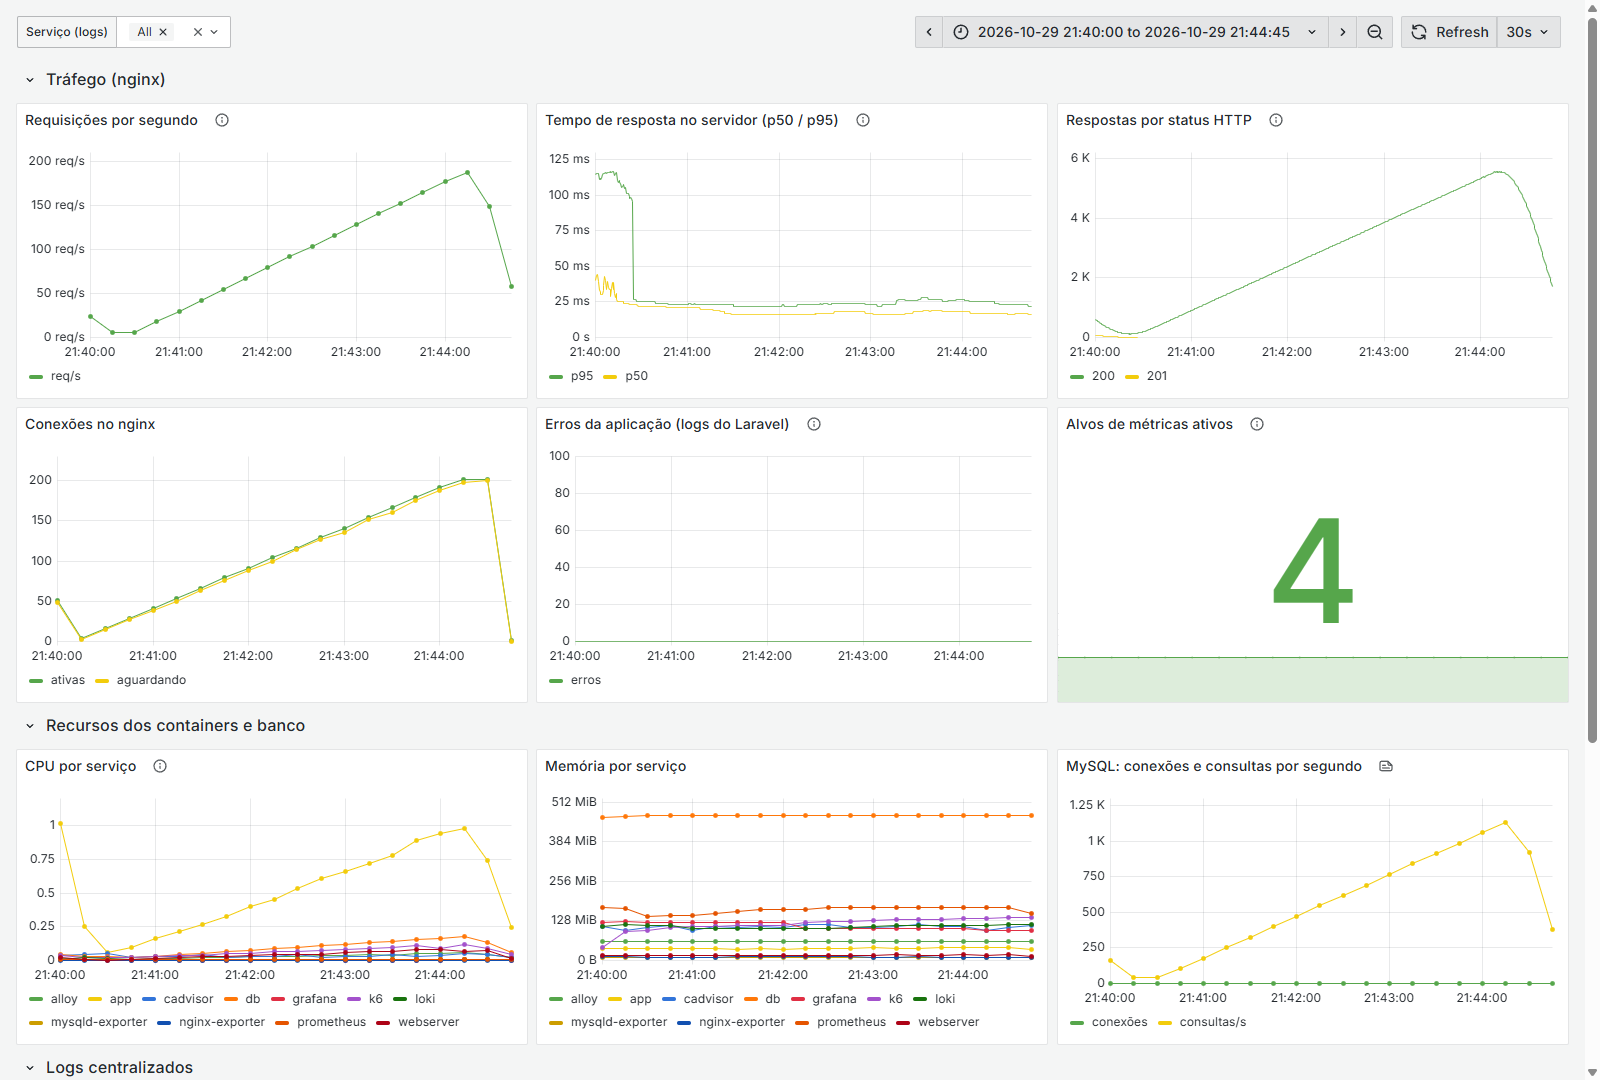 Serviço (logs) All
2026-10-29 21:40:00 to 2026-10-29 21:44:45 Refresh 30s
Tráfego (nginx)
Requisições por segundo
200 req/s
150 req/s
100 req/s
50 req/s
0 req/s
21:40:00 21:41:00 21:42:00 21:43:00 21:44:00
req/s
Tempo de resposta no servidor (p50 / p95)
125 ms
100 ms
75 ms
50 ms
25 ms
0 s
21:40:00 21:41:00 21:42:00 21:43:00 21:44:00
p95 p50
Respostas por status HTTP
6 K
4 K
2 K
0
21:40:00 21:41:00 21:42:00 21:43:00 21:44:00
200 201
Conexões no nginx
200
150
100
50
0
21:40:00 21:41:00 21:42:00 21:43:00 21:44:00
ativas aguardando
Erros da aplicação (logs do Laravel)
100
80
60
40
20
0
21:40:00 21:41:00 21:42:00 21:43:00 21:44:00
erros
Alvos de métricas ativos
4
Recursos dos containers e banco
CPU por serviço
1
0.75
0.5
0.25
0
21:40:00 21:41:00 21:42:00 21:43:00 21:44:00
alloy app cadvisor db grafana k6 loki
mysqld-exporter nginx-exporter prometheus webserver
Memória por serviço
512 MiB
384 MiB
256 MiB
128 MiB
0 B
21:40:00 21:41:00 21:42:00 21:43:00 21:44:00
alloy app cadvisor db grafana k6 loki
mysqld-exporter nginx-exporter prometheus webserver
MySQL: conexões e consultas por segundo
1.25 K
1 K
750
500
250
0
21:40:00 21:41:00 21:42:00 21:43:00 21:44:00
conexões consultas/s
Logs centralizados